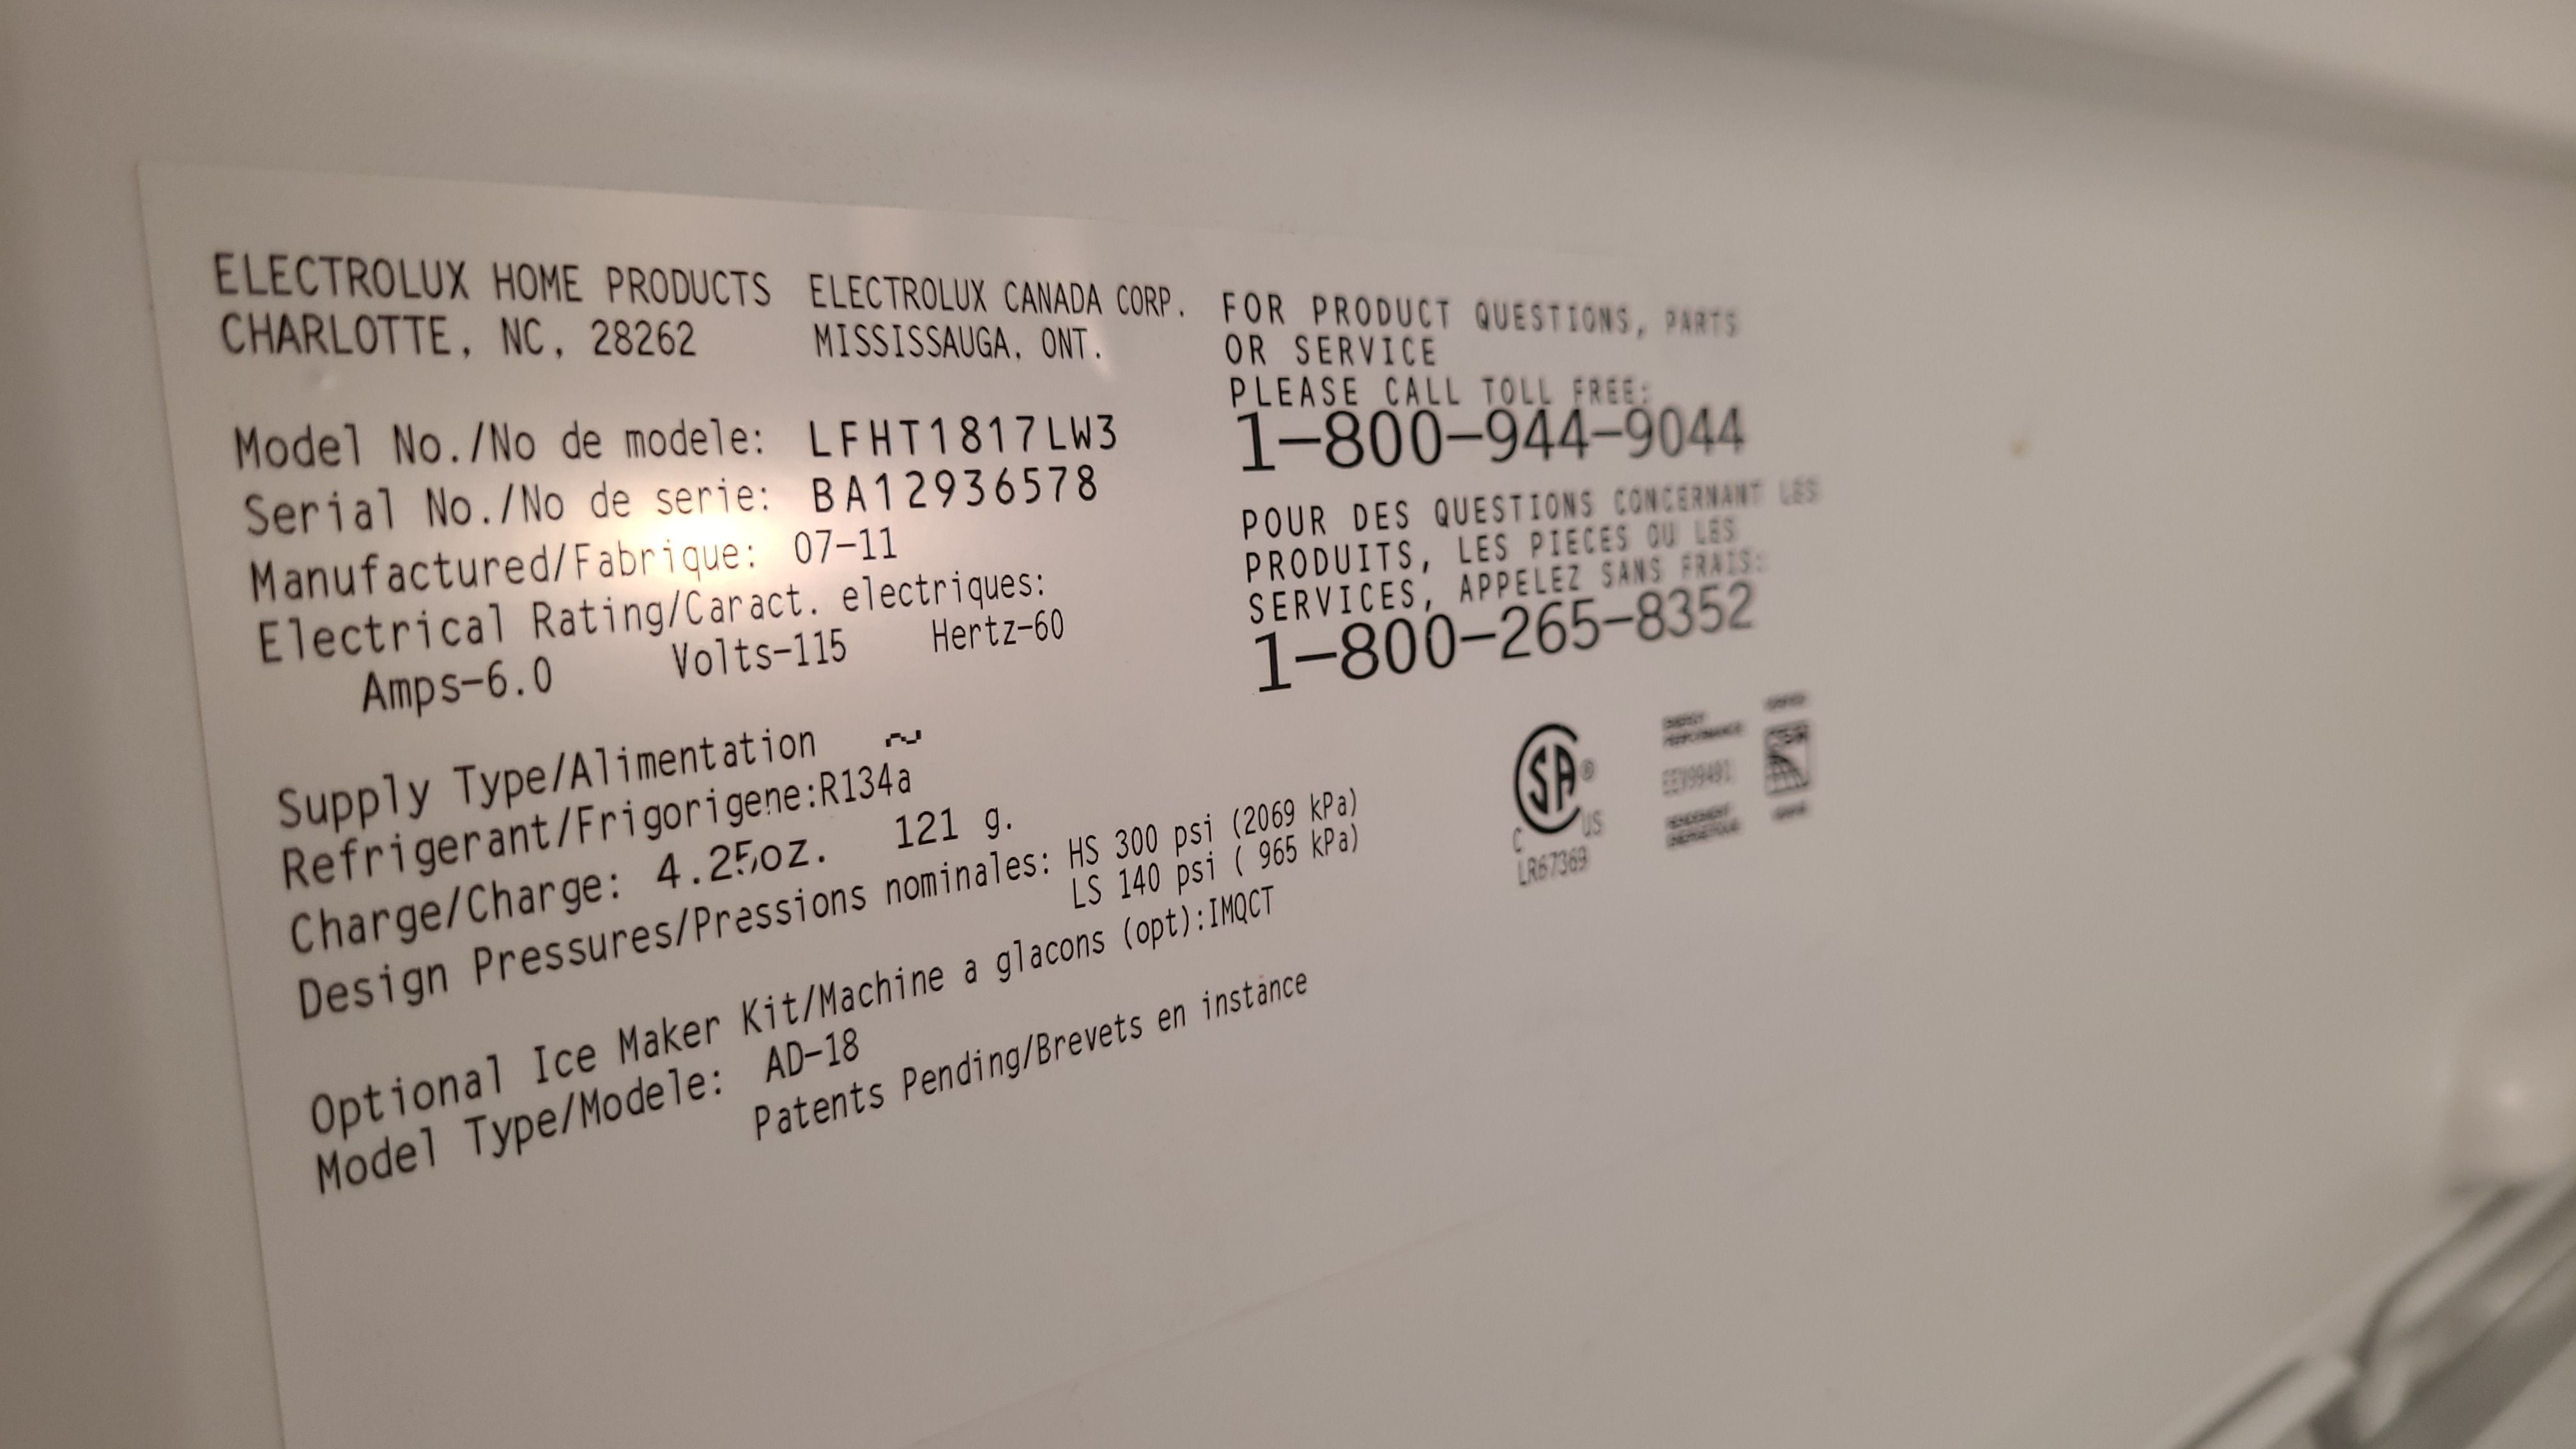 ELECTROLUX HOME PRODUCTS
CHARLOTTE, NC, 28262
ELECTROLUX CANADA CORP.
MISSISSAUGA, ONT.
Model No./No de modele: LFHT1817LW3
Serial No./No de serie: BA12936578
Manufactured/Fabrique: 07-11
Electrical Rating/Caract. electriques:
Amps-6.0 Volts-115 Hertz-60
Supply Type/Alimentation ~
Refrigerant/Frigorigene:R134a
Charge/Charge: 4.25oz. 121 g.
Design Pressures/Pressions nominales: HS 300 psi (2069 kPa)
LS 140 psi ( 965 kPa)
Optional Ice Maker Kit/Machine a glacons (opt):IMQCT
Model Type/Modele: AD-18
Patents Pending/Brevets en instance
FOR PRODUCT QUESTIONS, PARTS
OR SERVICE
PLEASE CALL TOLL FREE:
1-800-944-9044
POUR DES QUESTIONS CONCERNANT LES
PRODUITS, LES PIECES OU LES
SERVICES, APPELEZ SANS FRAIS:
1-800-265-8352
SA®
C US
LR67369